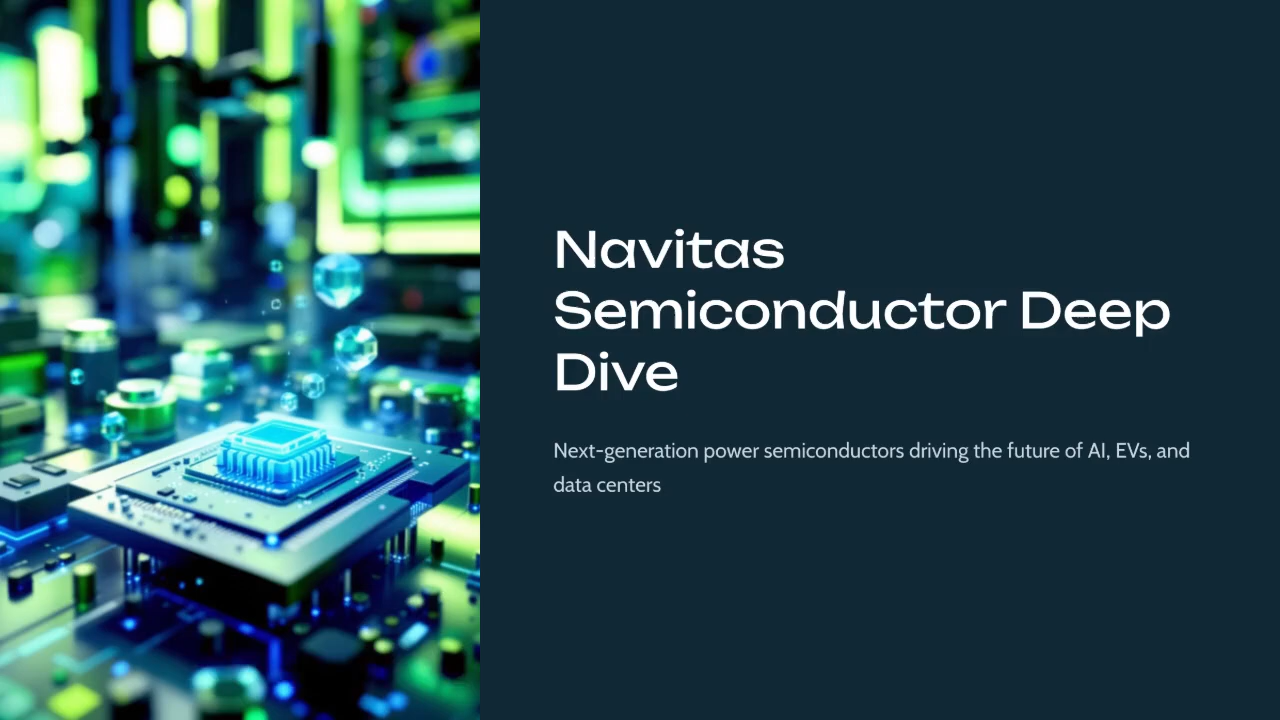 Navitas
Semiconductor Deep
Dive
Next-generation power semiconductors driving the future of AI, EVs, and
data centers